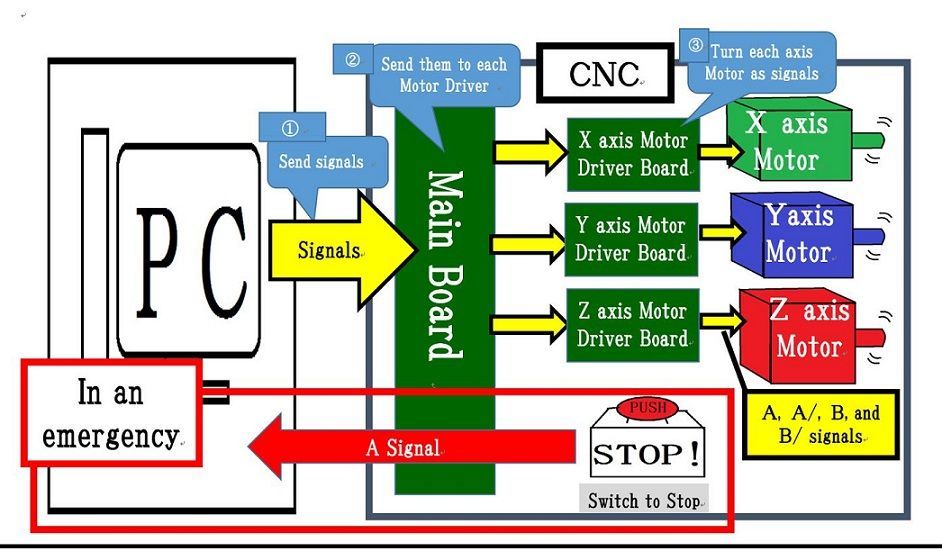 ②
Send them to each
Motor Driver
CNC
③
Turn each axis
Motor as signals
①
Send signals
PC
Signals
Main Board
X axis Motor
Driver Board
X axis
Motor
Y axis Motor
Driver Board
Y axis
Motor
Z axis Motor
Driver Board
Z axis
Motor
In an
emergency
A Signal
PUSH
STOP!
Switch to Stop
A, A/, B, and
B/ signals